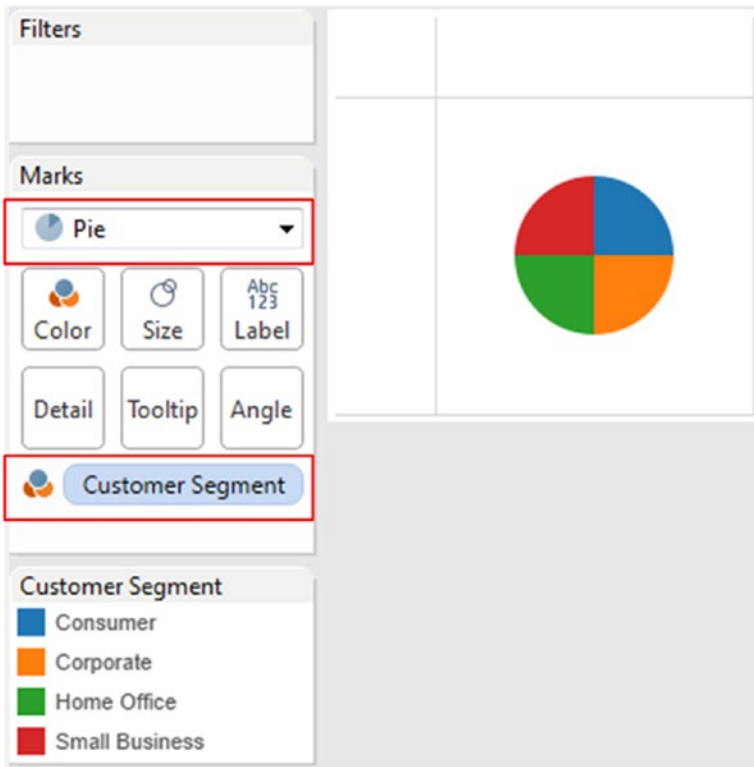 Filters
Marks
Pie
Color
Size
Abc
123
Label
Detail
Tooltip
Angle
Customer Segment
Customer Segment
Consumer
Corporate
Home Office
Small Business